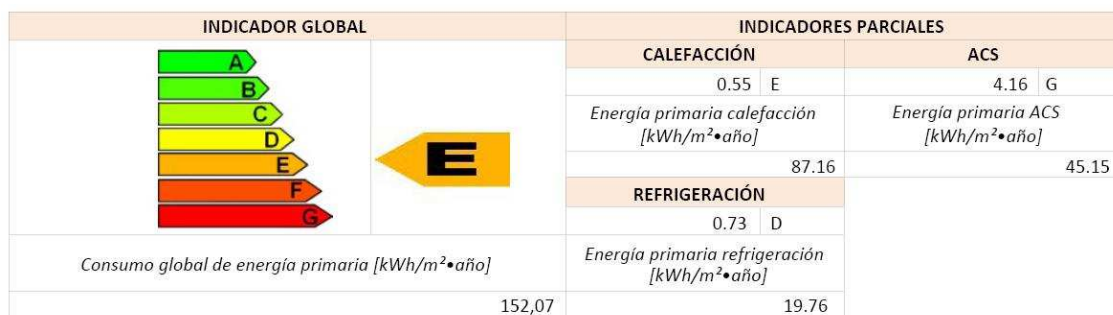 INDICADOR GLOBAL
INDICADORES PARCIALES
A
B
C
D
E
F
G
E
CALEFACCIÓN
ACS
0.55 E
4.16 G
Energía primaria calefacción
[kWh/m²•año]
Energía primaria ACS
[kWh/m²•año]
87.16
45.15
REFRIGERACIÓN
0.73 D
Consumo global de energía primaria [kWh/m²•año]
Energía primaria refrigeración
[kWh/m²•año]
152,07
19.76